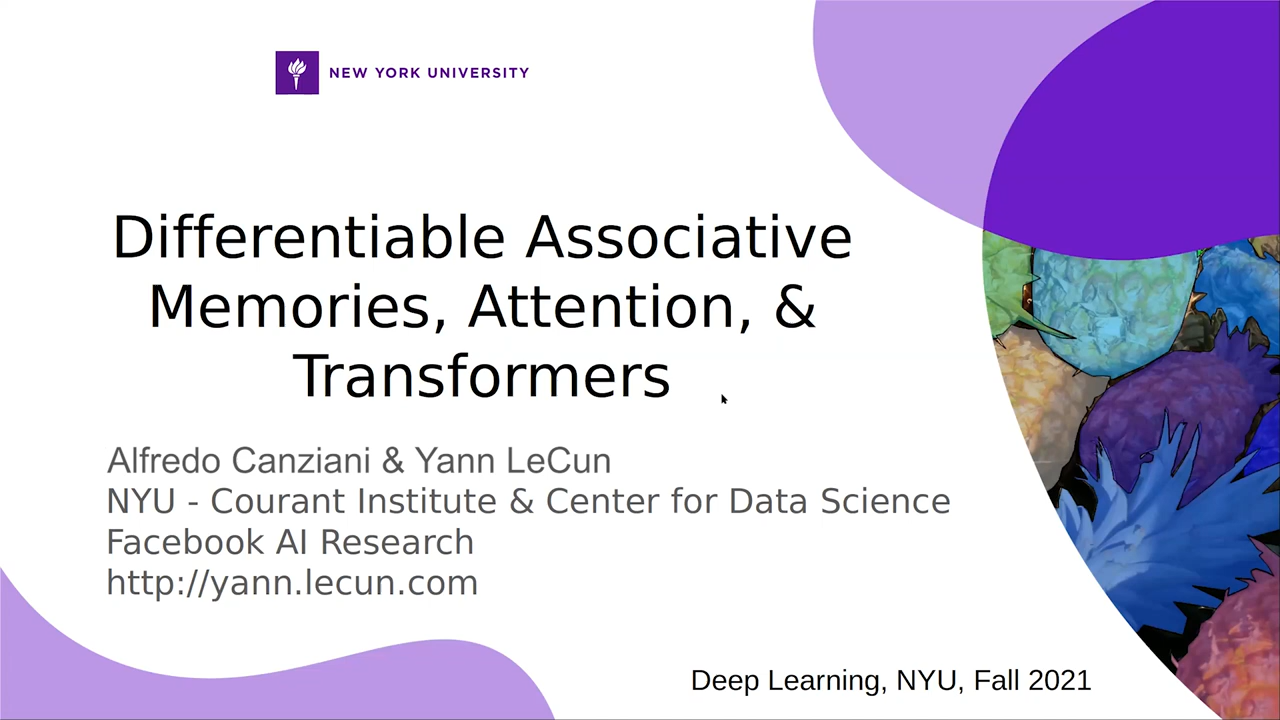 NEW YORK UNIVERSITY
Differentiable Associative
Memories, Attention, &
Transformers
Alfredo Canziani & Yann LeCun
NYU - Courant Institute & Center for Data Science
Facebook AI Research
http://yann.lecun.com
Deep Learning, NYU, Fall 2021